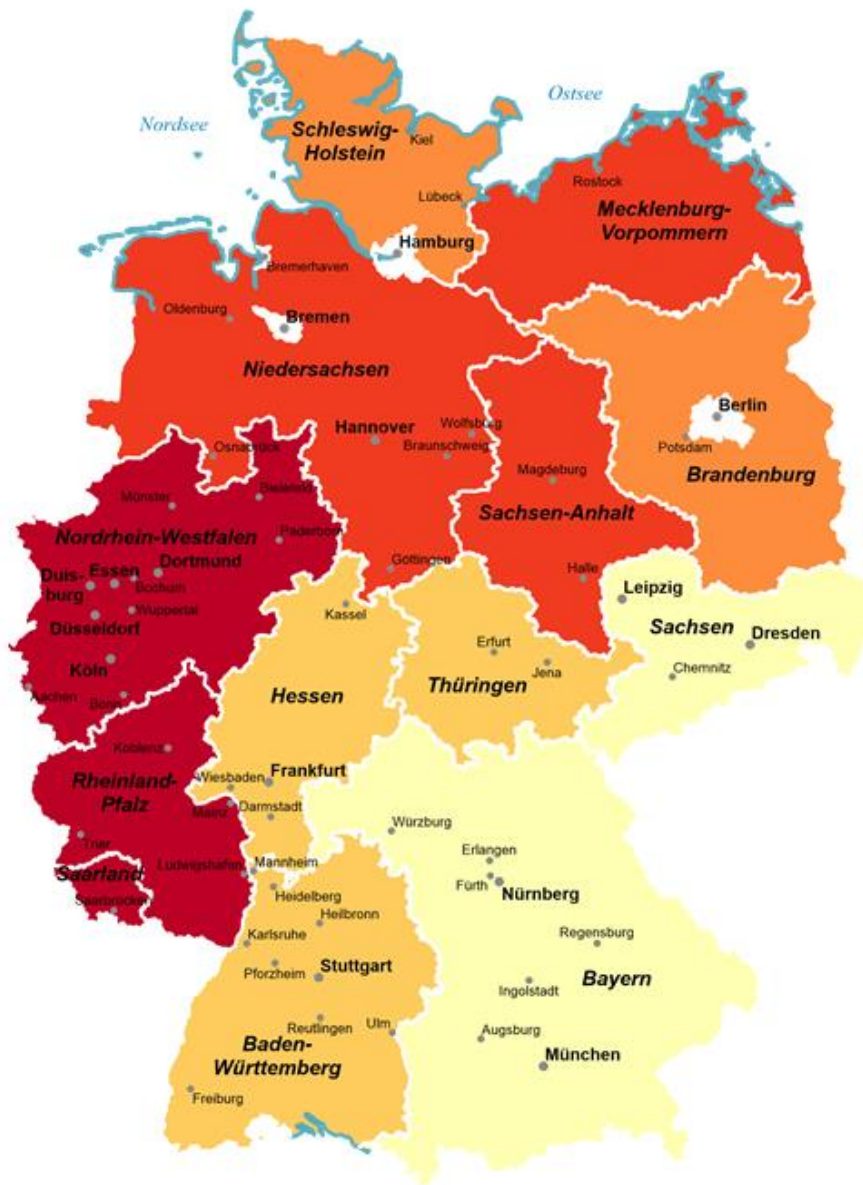 Nordsee
Ostsee
Schleswig-
Holstein
Kiel
Lübeck
Rostock
Mecklenburg-
Vorpommern
Hamburg
Bremerhaven
Oldenburg
Bremen
Niedersachsen
Berlin
Potsdam
Brandenburg
Hannover
Wolfsburg
Braunschweig
Osnabrück
Magdeburg
Sachsen-Anhalt
Münster
Bielefeld
Nordrhein-Westfalen
Paderborn
Göttingen
Halle
Duis-
burg
Essen
Dortmund
Bochum
Wuppertal
Düsseldorf
Köln
Aachen
Bonn
Kassel
Leipzig
Sachsen
Dresden
Chemnitz
Erfurt
Jena
Thüringen
Hessen
Koblenz
Rheinland-
Pfalz
Wiesbaden
Frankfurt
Mainz
Darmstadt
Trier
Ludwigshafen
Mannheim
Saarland
Saarbrücken
Heidelberg
Würzburg
Erlangen
Fürth
Nürnberg
Heilbronn
Karlsruhe
Pforzheim
Stuttgart
Regensburg
Ingolstadt
Bayern
Reutlingen
Ulm
Augsburg
Baden-
Württemberg
München
Freiburg